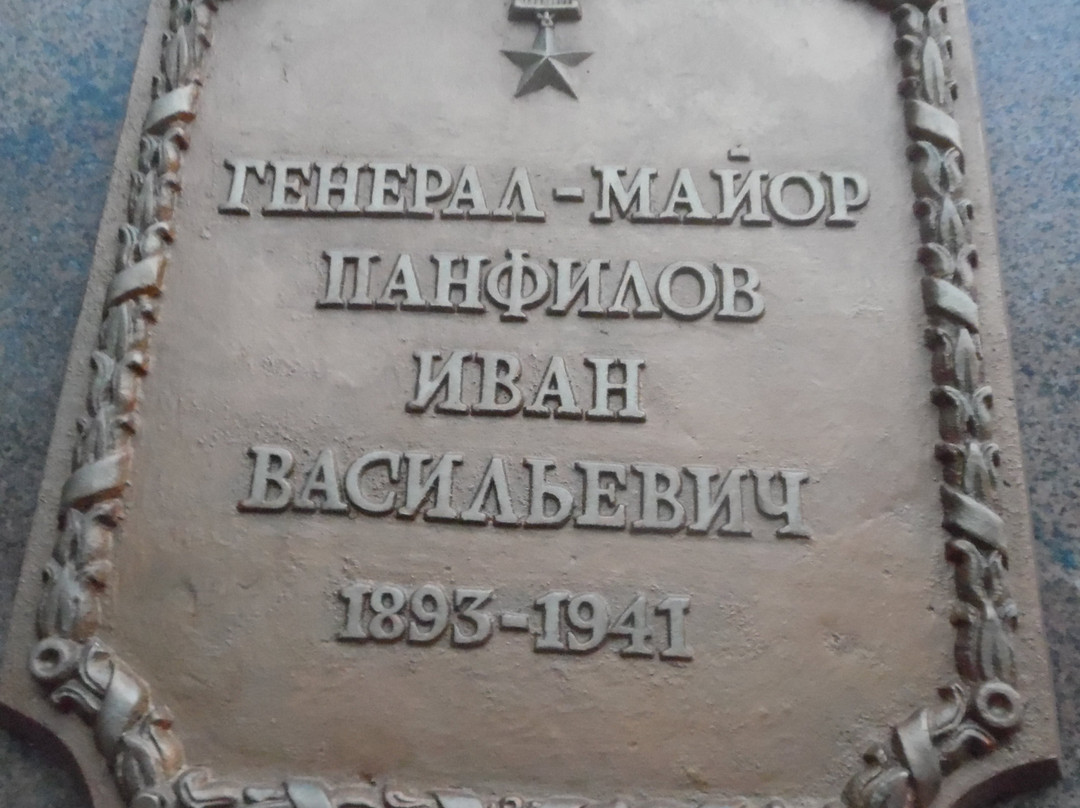 ГЕНЕРАЛ-МАЙОР
ПАНФИЛОВ
ИВАН
ВАСИЛЬЕВИЧ
1893-1941